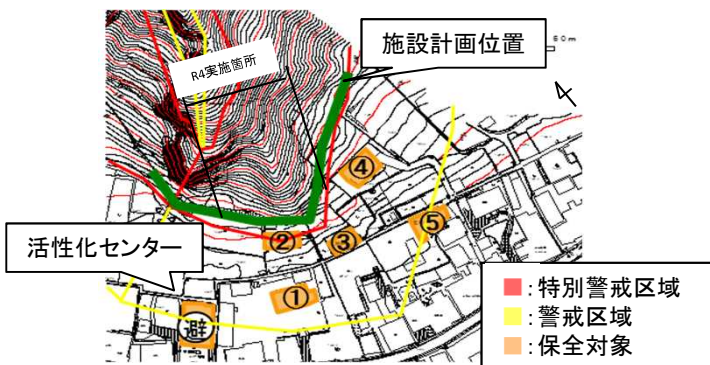 施設計画位置
60m
R4実施箇所
④
⑤
②
③
活性化センター
①
避
:特別警戒区域
:警戒区域
:保全対象